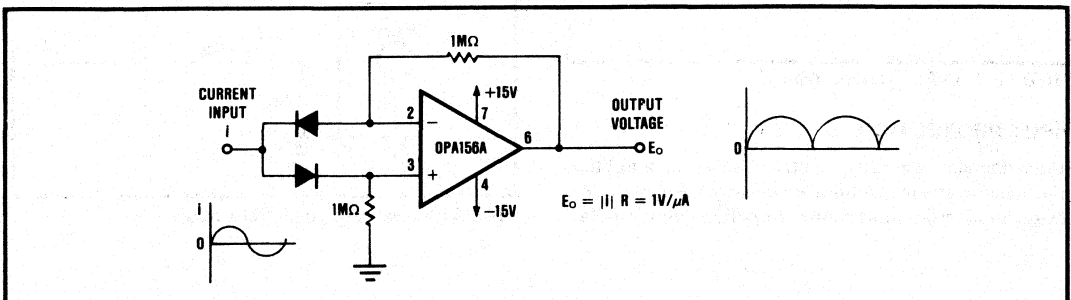 1MΩ
CURRENT
INPUT
i
+15V
2
7
−
OPA156A
6
3
+
4
−15V
1MΩ
OUTPUT
VOLTAGE
Eo
Eo = |i| R = 1V/μA
i
0
0